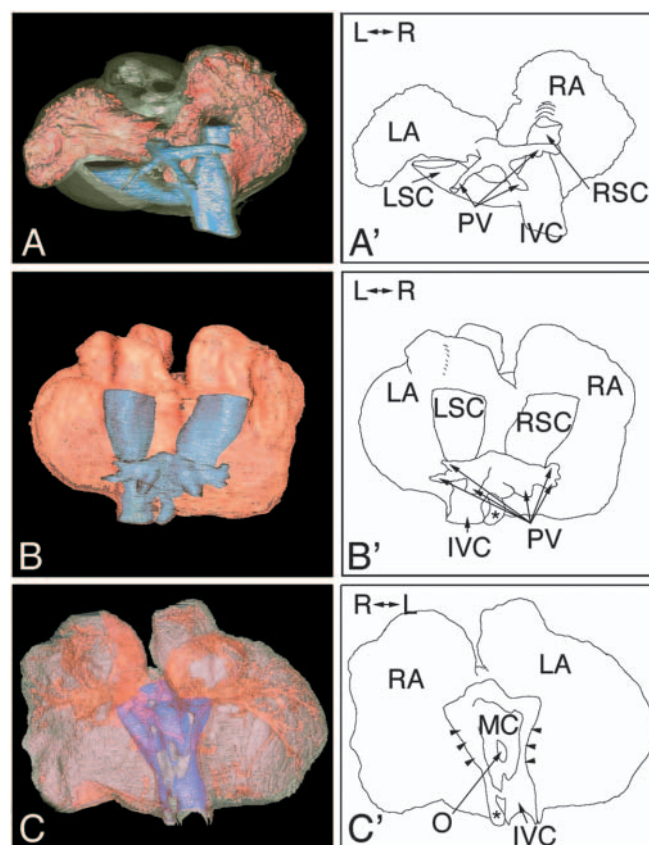 L↔R
RA
LA
LSC
PV
RSC
IVC
A
A'
L↔R
LA
LSC
RSC
RA
*
IVC
PV
B
B'
R↔L
RA
LA
MC
O
*
IVC
C
C'